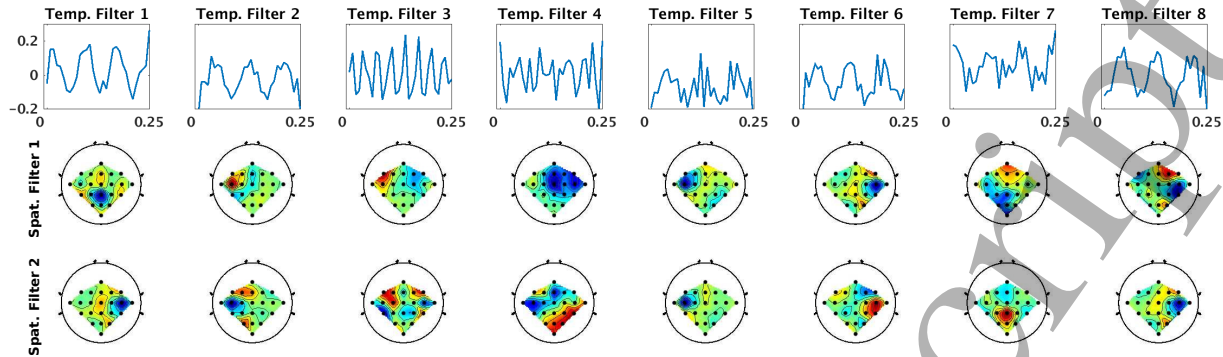 Temp. Filter 1 Temp. Filter 2 Temp. Filter 3 Temp. Filter 4 Temp. Filter 5 Temp. Filter 6 Temp. Filter 7 Temp. Filter 8
0.2
0
-0.2
0 0.25 0 0.25 0 0.25 0 0.25 0 0.25 0 0.25 0 0.25 0 0.25
Spat. Filter 1
Spat. Filter 2
cript